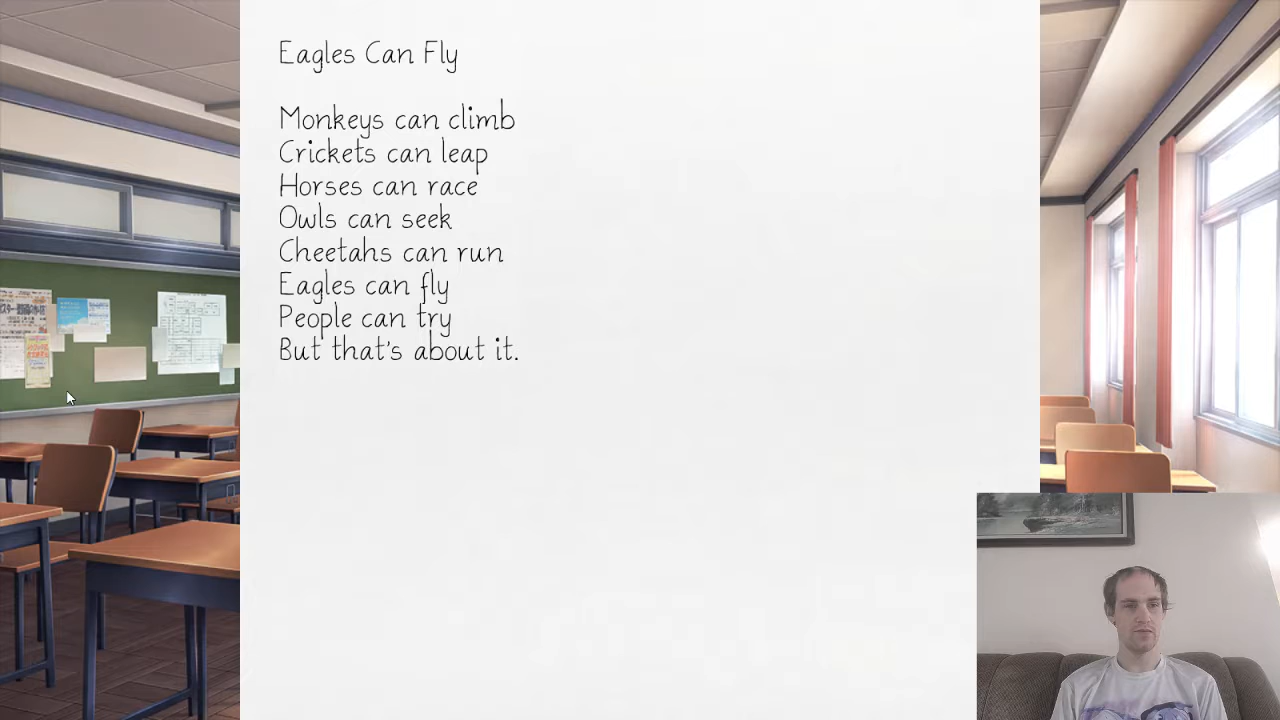 Eagles Can Fly
Monkeys can climb
Crickets can leap
Horses can race
Owls can seek
Cheetahs can run
Eagles can fly
People can try
But that's about it.